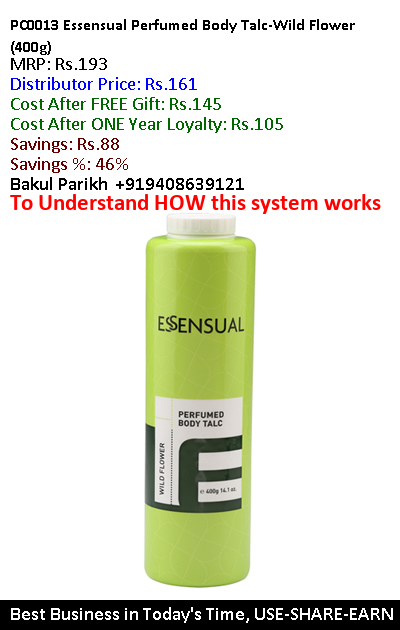 PC0013 Essensual Perfumed Body Talc-Wild Flower
(400g)
MRP: Rs.193
Distributor Price: Rs.161
Cost After FREE Gift: Rs.145
Cost After ONE Year Loyalty: Rs.105
Savings: Rs.88
Savings %: 46%
Bakul Parikh +919408639121
To Understand HOW this system works
ESSENSUAL
PERFUMED
BODY TALC
WILD FLOWER
e 400g 14.1 oz.
Best Business in Today's Time, USE-SHARE-EARN